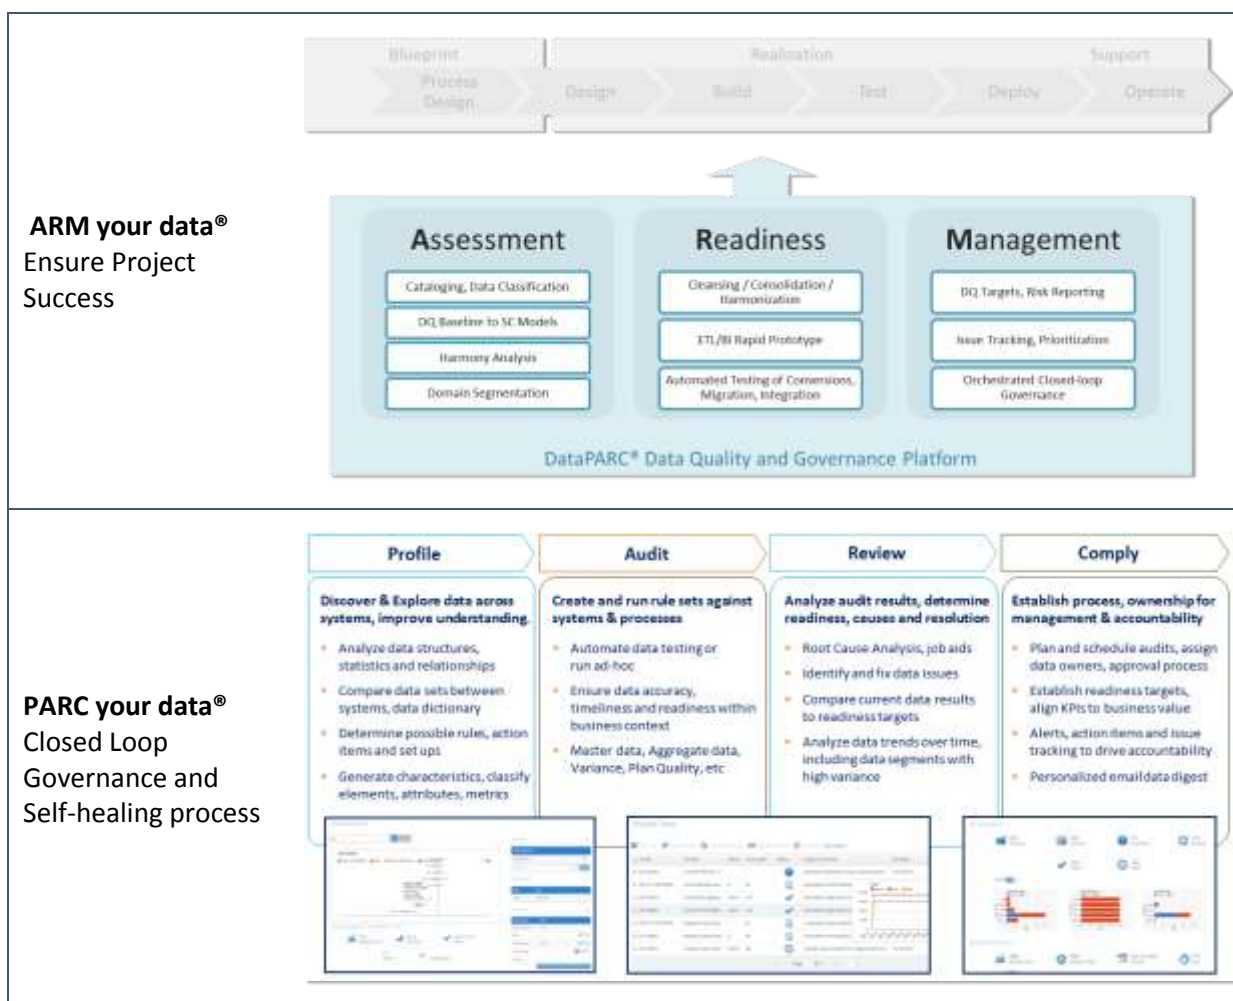 Blueprint
Realization
Support
Process
Design
Design
Build
Test
Deploy
Operate
ARM your data®
Ensure Project
Success
Assessment
Cataloging, Data Classification
DQ Baseline to SC Models
Harmony Analysis
Domain Segmentation
Readiness
Cleansing / Consolidation /
Harmonization
ETL/BI Rapid Prototype
Automated Testing of Conversions,
Migration, Integration
Management
DQ Targets, Risk Reporting
Issue Tracking, Prioritization
Orchestrated Closed-loop
Governance
DataPARC® Data Quality and Governance Platform
PARC your data®
Closed Loop
Governance and
Self-healing process
Profile
Discover & Explore data across
systems, improve understanding.
Analyze data structures,
statistics and relationships
Compare data sets between
systems, data dictionary
Determine possible rules, action
items and set ups
Generate characteristics, classify
elements, attributes, metrics
Audit
Create and run rule sets against
systems & processes
Automate data testing or
run ad-hoc
Ensure data accuracy,
timeliness and readiness within
business context
Master data, Aggregate data,
Variance, Plan Quality, etc
Review
Analyze audit results, determine
readiness, causes and resolution
Root Cause Analysis, job aids
Identify and fix data issues
Compare current data results
to readiness targets
Analyze data trends over time,
including data segments with
high variance
Comply
Establish process, ownership for
management & accountability
Plan and schedule audits, assign
data owners, approval process
Establish readiness targets,
align KPIs to business value
Alerts, action items and issue
tracking to drive accountability
Personalized email data digest